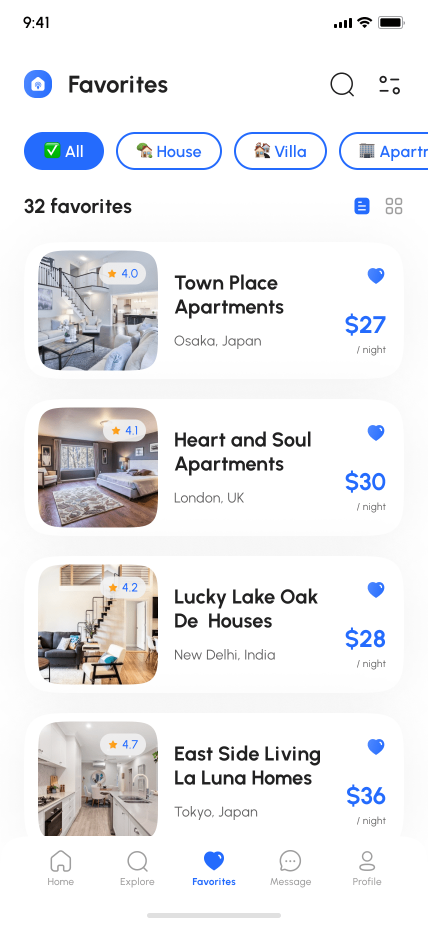 9:41
Favorites
All
House
Villa
Apartr
32 favorites
4.0
Town Place
Apartments
Osaka, Japan
$27
/ night
4.1
Heart and Soul
Apartments
London, UK
$30
/ night
4.2
Lucky Lake Oak
De Houses
New Delhi, India
$28
/ night
4.7
East Side Living
La Luna Homes
Tokyo, Japan
$36
/ night
Home
Explore
Favorites
Message
Profile